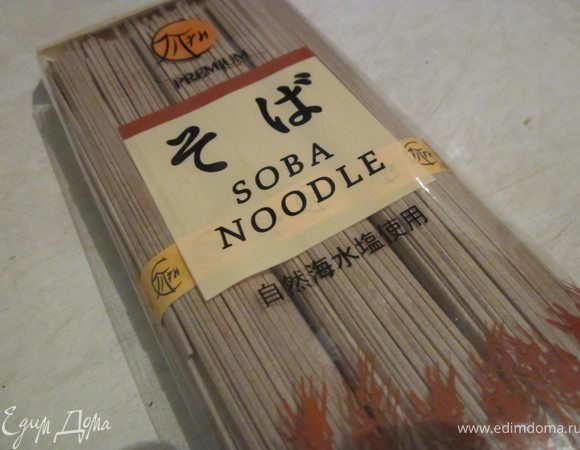 PREMIUM
そば
SOBA
NOODLE
自然海水塩使用
Едим Дома
www.edimdoma.ru